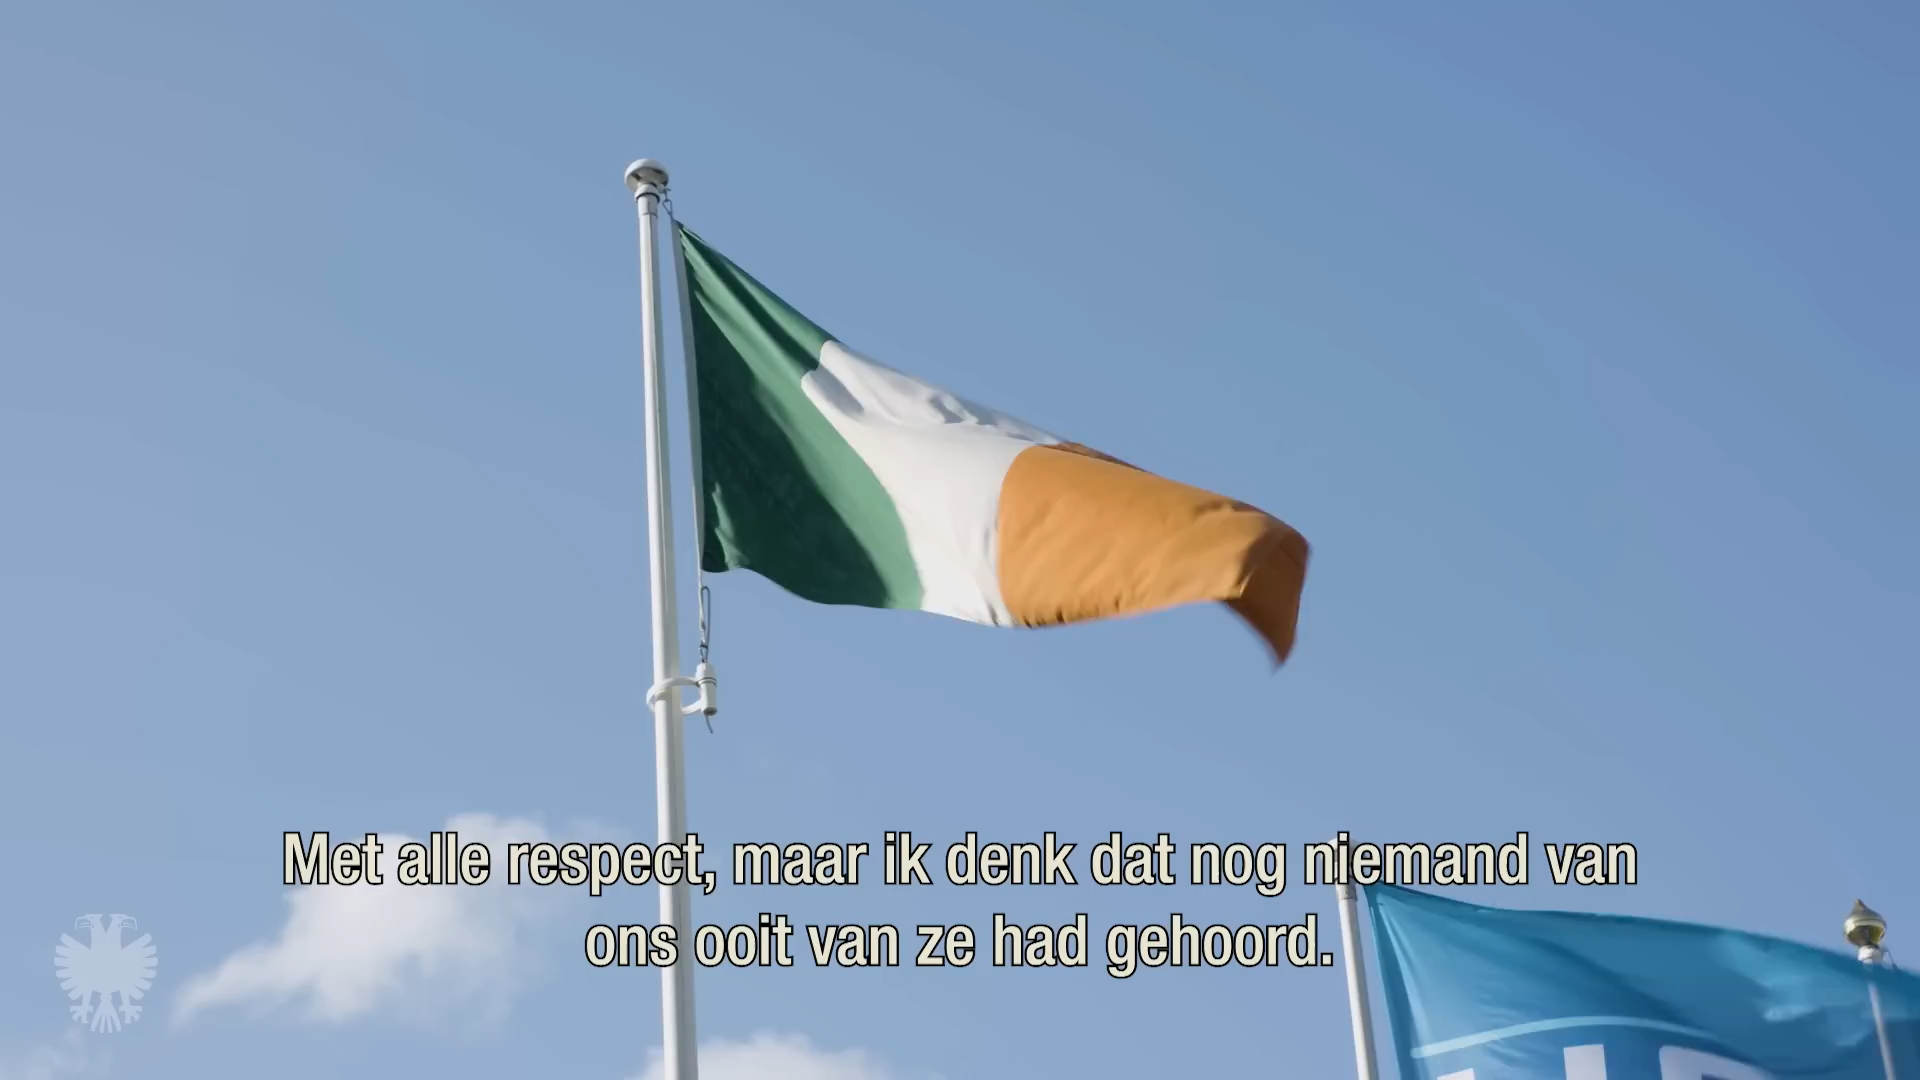 Met alle respect, maar ik denk dat nog niemand van
ons ooit van ze had gehoord.